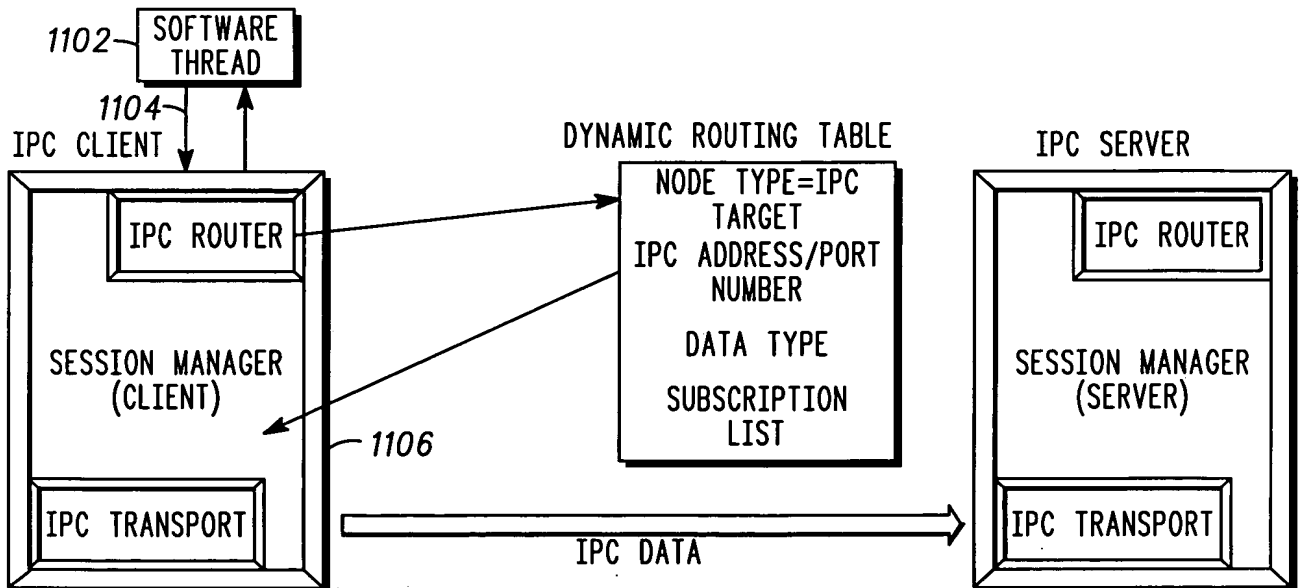 1102
SOFTWARE
THREAD
1104
IPC CLIENT
IPC ROUTER
SESSION MANAGER
(CLIENT)
IPC TRANSPORT
1106
DYNAMIC ROUTING TABLE
NODE TYPE=IPC
TARGET
IPC ADDRESS/PORT
NUMBER
DATA TYPE
SUBSCRIPTION
LIST
IPC DATA
IPC SERVER
IPC ROUTER
SESSION MANAGER
(SERVER)
IPC TRANSPORT